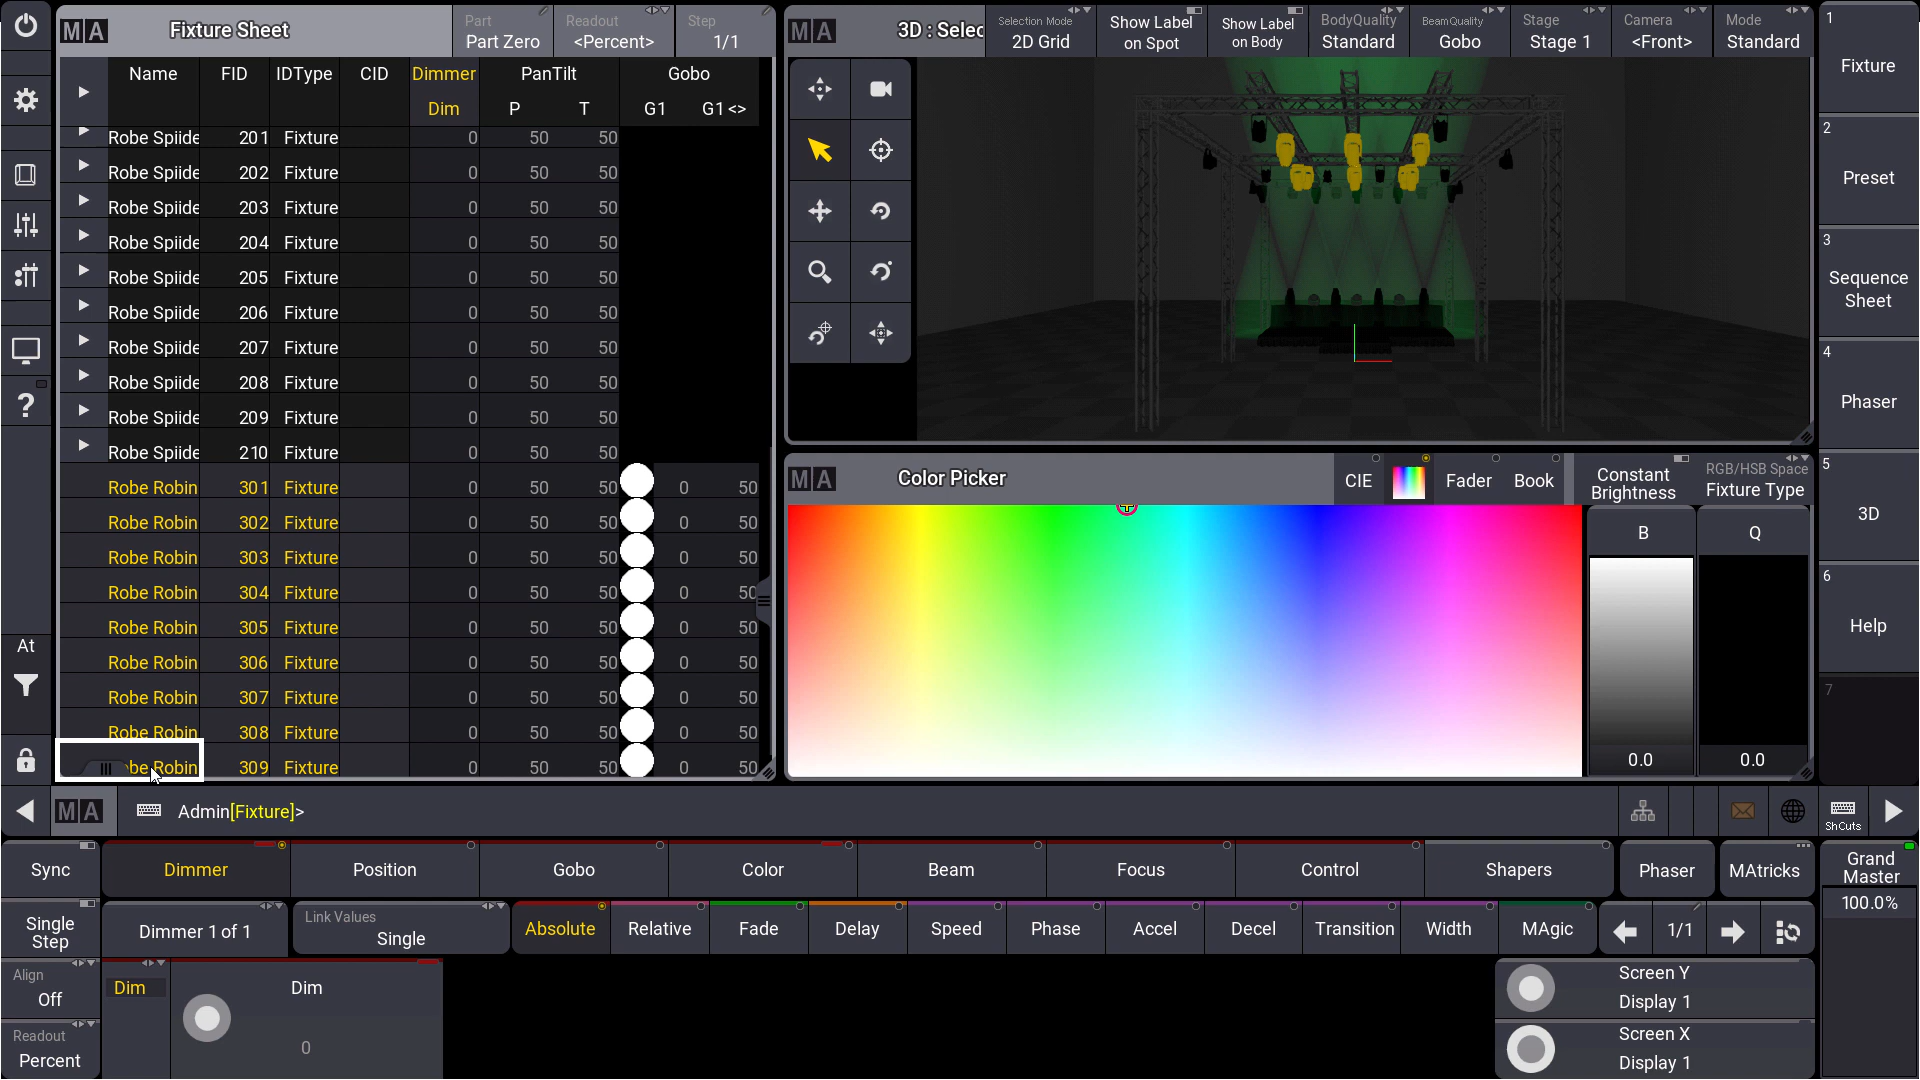 MA
Fixture Sheet
Part
Part Zero
Readout
<Percent>
Step
1/1
Name FID IDType CID Dimmer PanTilt Gobo
Dim P T G1 G1 <>
Robe Spiide 201 Fixture 0 50 50
Robe Spiide 202 Fixture 0 50 50
Robe Spiide 203 Fixture 0 50 50
Robe Spiide 204 Fixture 0 50 50
Robe Spiide 205 Fixture 0 50 50
Robe Spiide 206 Fixture 0 50 50
Robe Spiide 207 Fixture 0 50 50
Robe Spiide 208 Fixture 0 50 50
Robe Spiide 209 Fixture 0 50 50
Robe Spiide 210 Fixture 0 50 50
Robe Robin 301 Fixture 0 50 50 0 50
Robe Robin 302 Fixture 0 50 50 0 50
Robe Robin 303 Fixture 0 50 50 0 50
Robe Robin 304 Fixture 0 50 50 0 50
Robe Robin 305 Fixture 0 50 50 0 50
Robe Robin 306 Fixture 0 50 50 0 50
Robe Robin 307 Fixture 0 50 50 0 50
Robe Robin 308 Fixture 0 50 50 0 50
be Robin 309 Fixture 0 50 50 0 50
MA
3D : Selec
Selection Mode
2D Grid
Show Label
on Spot
Show Label
on Body
BodyQuality
Standard
BeamQuality
Gobo
Stage
Stage 1
Camera
<Front>
Mode
Standard
MA
Color Picker
CIE
Fader
Book
Constant
Brightness
RGB/HSB Space
Fixture Type
B Q
0.0 0.0
1
Fixture
2
Preset
3
Sequence
Sheet
4
Phaser
5
3D
6
Help
7
At
?
MA
Admin[Fixture]>
ShCuts
Sync
Dimmer
Position
Gobo
Color
Beam
Focus
Control
Shapers
Phaser
MAtricks
Grand
Master
100.0%
Single
Step
Dimmer 1 of 1
Link Values
Single
Absolute
Relative
Fade
Delay
Speed
Phase
Accel
Decel
Transition
Width
MAgic
1/1
Align
Off
Readout
Percent
Dim
Dim
0
Screen Y
Display 1
Screen X
Display 1